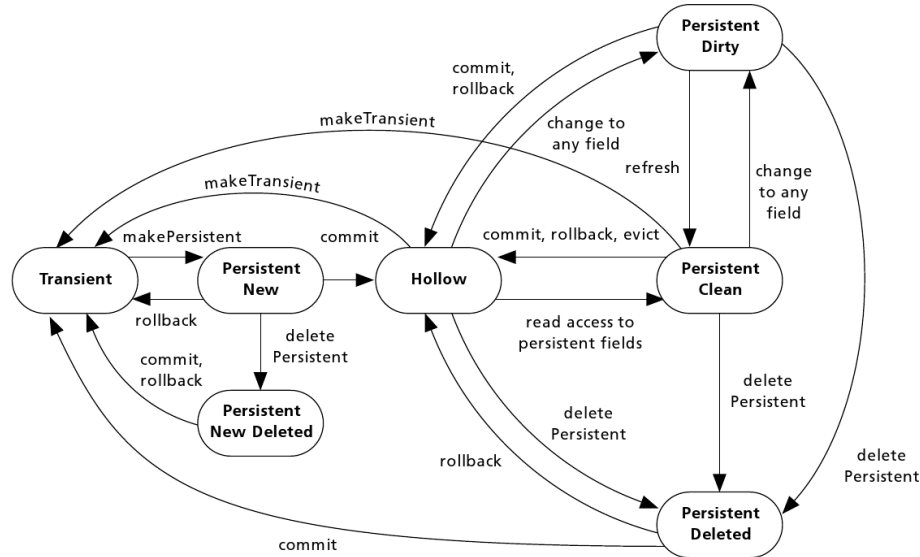 Persistent
Dirty
commit,
rollback
makeTransient
change to
any field
refresh
change
to any
field
makeTransient
makePersistent
commit
commit, rollback, evict
Transient
Persistent
New
Hollow
Persistent
Clean
rollback
delete
Persistent
read access to
persistent fields
commit,
rollback
Persistent
New Deleted
delete
Persistent
delete
Persistent
rollback
delete
Persistent
Persistent
Deleted
commit